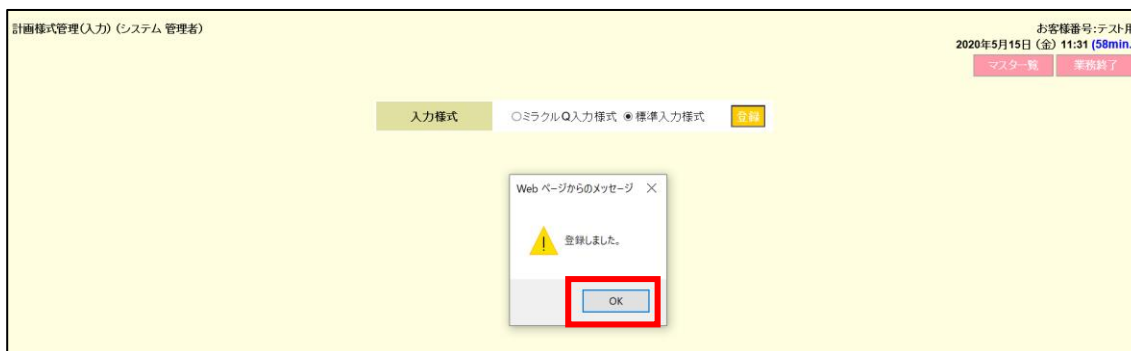 計画様式管理(入力) (システム 管理者)
お客様番号:テスト用
2020年5月15日 (金) 11:31 (58min.
マスター覧 業務終了
入力様式 ○ミラクルQ入力様式 ◉標準入力様式 登録
Web ページからのメッセージ ×
登録しました。
OK